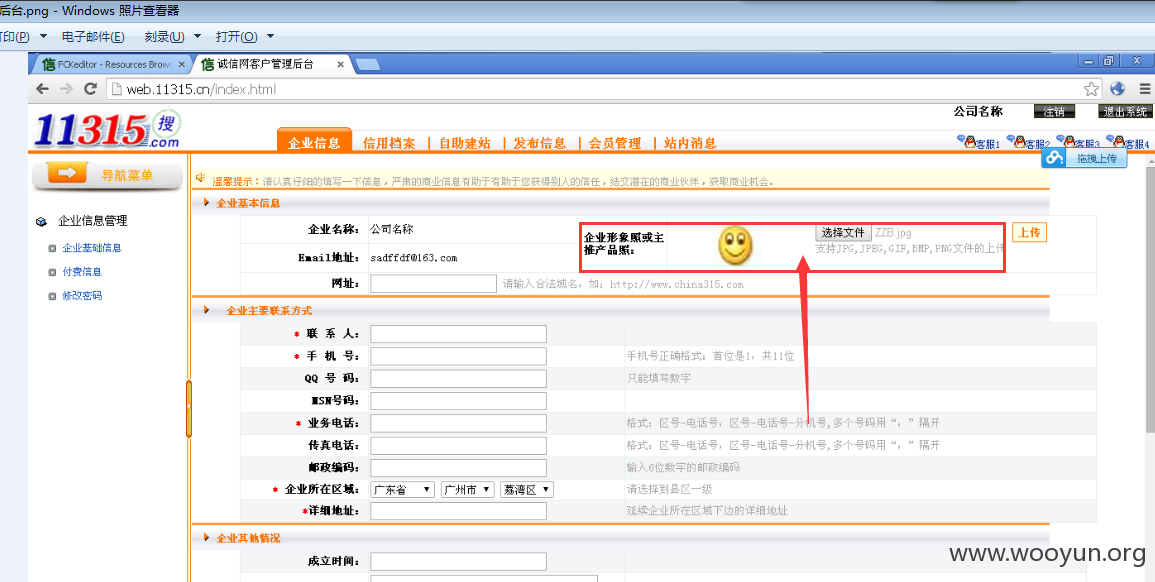 后台.png - Windows 照片查看器
印(P) 电子邮件(E) 刻录(U) 打开(O)
FCKeditor - Resources Brows 诚信网客户管理后台
web.11315.cn/index.html
11315.com 搜
公司名称 注销 退出系统
企业信息 信用档案 | 自助建站 | 发布信息 | 会员管理 | 站内消息
客服1 客服2 客服3 客服4
拖拽上传
导航菜单
温馨提示：请认真仔细的填写一下信息，严肃的商业信息有助于有助于您获得别人的信任，结交潜在的商业伙伴，获取商业机会。
企业基本信息
企业信息管理
企业基础信息
付费信息
修改密码
企业名称： 公司名称
企业形象照或主推产品照： 选择文件 ZZB.jpg 上传
支持JPG,JPEG,GIF,BMP,PNG文件的上传
Email地址： sadffdf@163.com
网址： 请输入合法域名，如：http://www.china315.com
企业主要联系方式
* 联 系 人：
* 手 机 号： 手机号正确格式：首位是1，共11位
QQ 号 码： 只能填写数字
MSN号码：
* 业务电话： 格式：区号-电话号，区号-电话号-分机号,多个号码用“，”隔开
传真电话： 格式：区号-电话号，区号-电话号-分机号,多个号码用“，”隔开
邮政编码： 输入6位数字的邮政编码
* 企业所在区域： 广东省 广州市 荔湾区 请选择到县区一级
*详细地址： 延续企业所在区域下边的详细地址
企业其他情况
成立时间：
www.wooyun.org